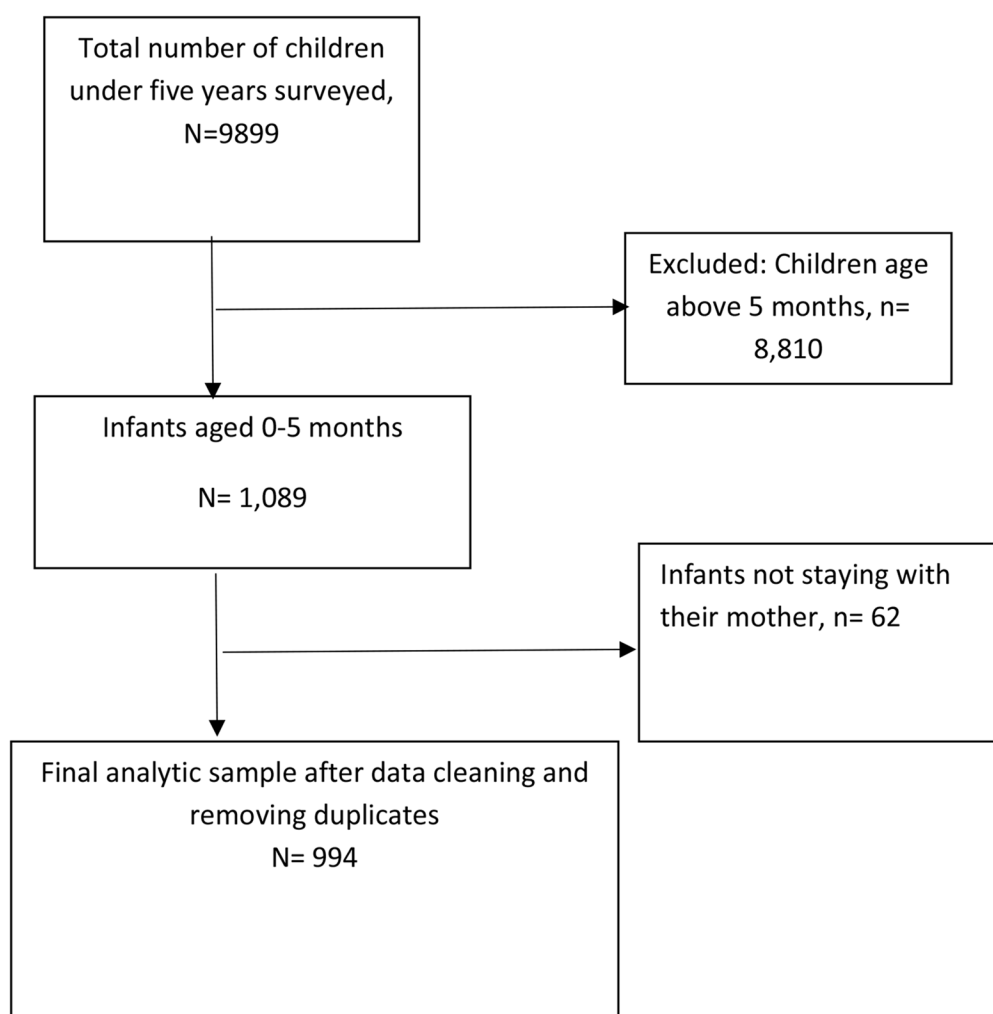 Total number of children
under five years surveyed,
N=9899
Excluded: Children age
above 5 months, n=
8,810
Infants aged 0-5 months
N= 1,089
Infants not staying with
their mother, n= 62
Final analytic sample after data cleaning and
removing duplicates
N= 994